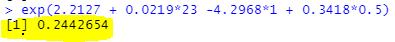 > exp(2.2127 + 0.0219*23 -4.2968*1 + 0.3418*0.5)
[1] 0.2442654